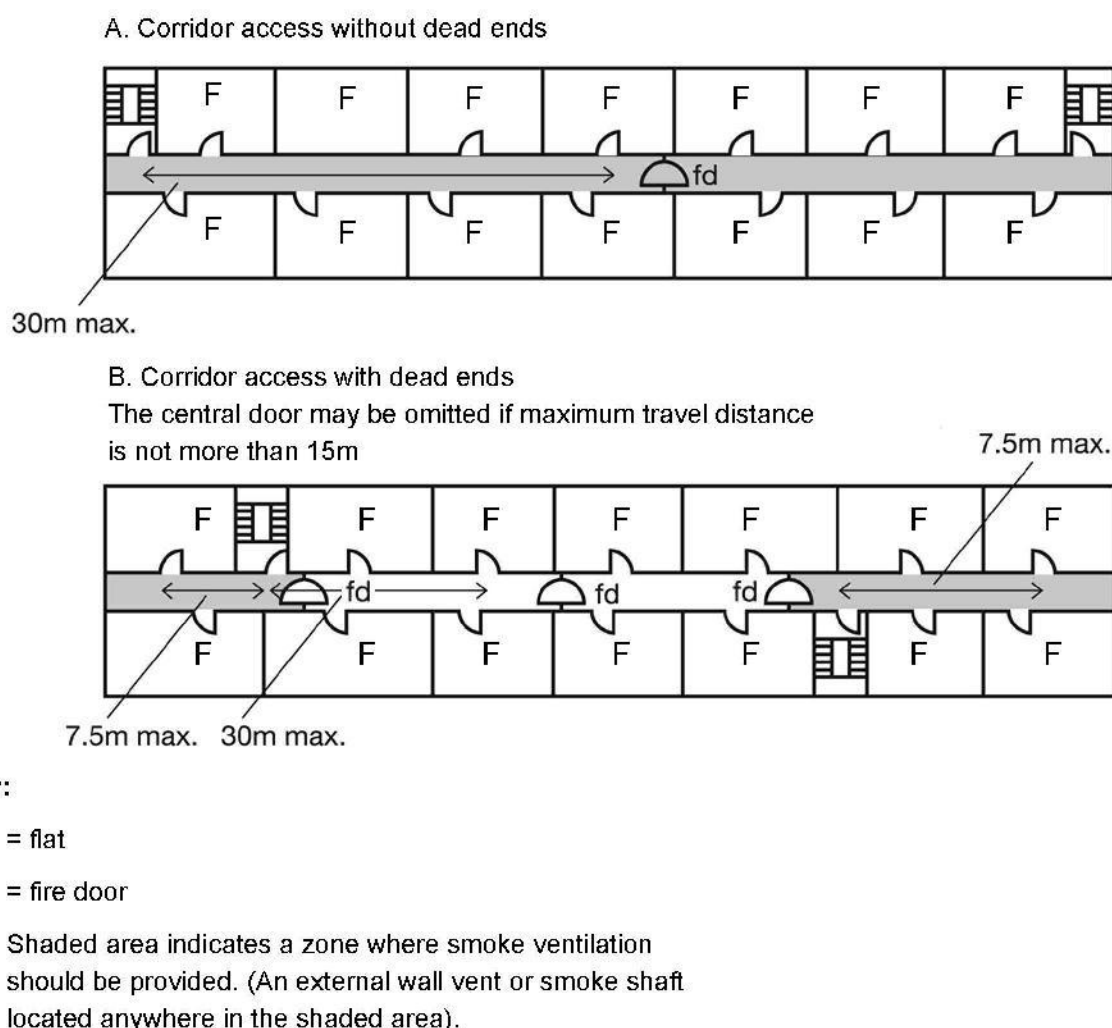 A. Corridor access without dead ends
F F F F F F F
fd
F F F F F F F
30m max.
B. Corridor access with dead ends
The central door may be omitted if maximum travel distance
is not more than 15m
7.5m max.
F F F F F F F
fd fd fd
F F F F F F F
7.5m max. 30m max.
:
= flat
= fire door
Shaded area indicates a zone where smoke ventilation
should be provided. (An external wall vent or smoke shaft
located anywhere in the shaded area).